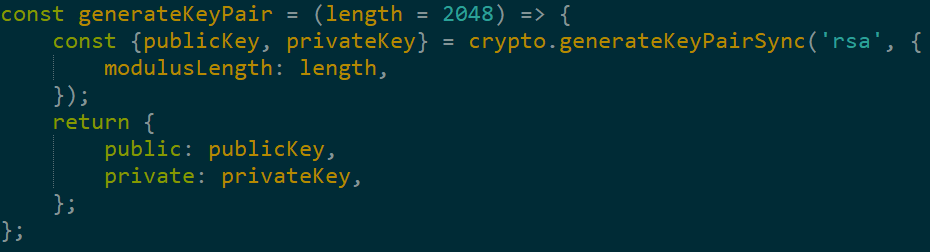 const generateKeyPair = (length = 2048) => {
    const {publicKey, privateKey} = crypto.generateKeyPairSync('rsa', {
        modulusLength: length,
    });
    return {
        public: publicKey,
        private: privateKey,
    };
};